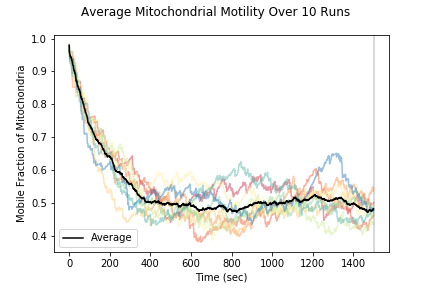 Average Mitochondrial Motility Over 10 Runs
Mobile Fraction of Mitochondria
1.0
0.9
0.8
0.7
0.6
0.5
0.4
Average
0 200 400 600 800 1000 1200 1400
Time (sec)